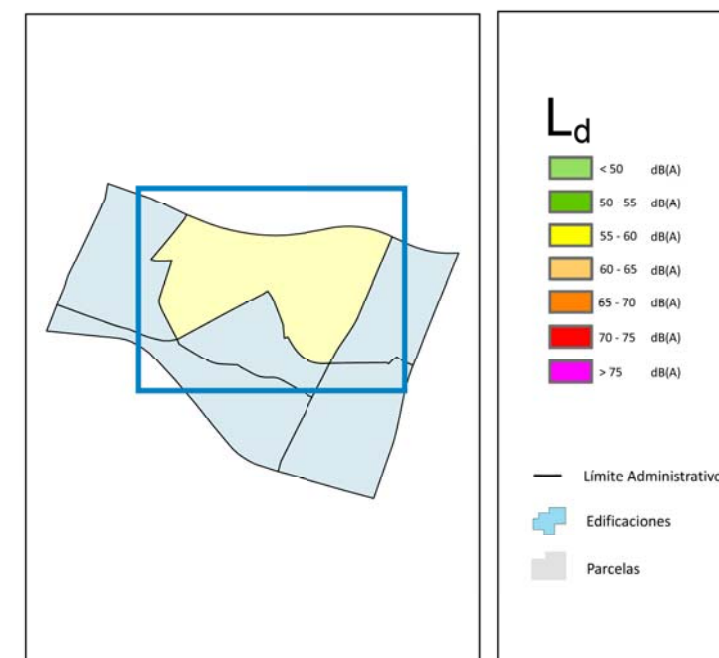 Ld
< 50 dB(A)
50 - 55 dB(A)
55 - 60 dB(A)
60 - 65 dB(A)
65 - 70 dB(A)
70 - 75 dB(A)
> 75 dB(A)
Límite Administrativo
Edificaciones
Parcelas